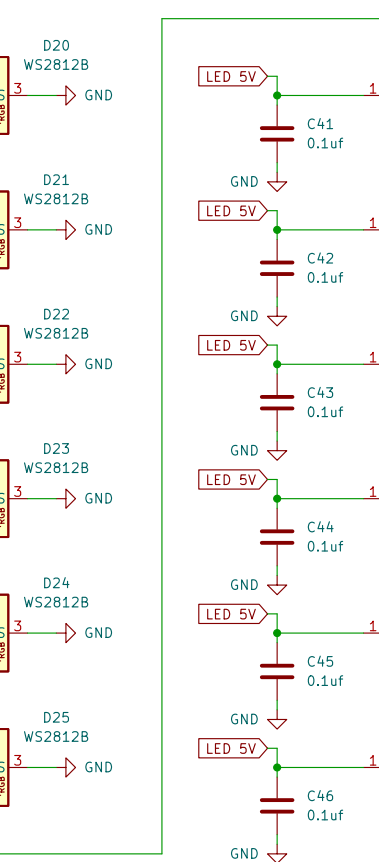 D20
WS2812B
3
GND
LED 5V
1
C41
0.1uf
GND
D21
WS2812B
3
GND
LED 5V
1
C42
0.1uf
GND
D22
WS2812B
3
GND
LED 5V
1
C43
0.1uf
GND
D23
WS2812B
3
GND
LED 5V
1
C44
0.1uf
GND
D24
WS2812B
3
GND
LED 5V
1
C45
0.1uf
GND
D25
WS2812B
3
GND
LED 5V
1
C46
0.1uf
GND